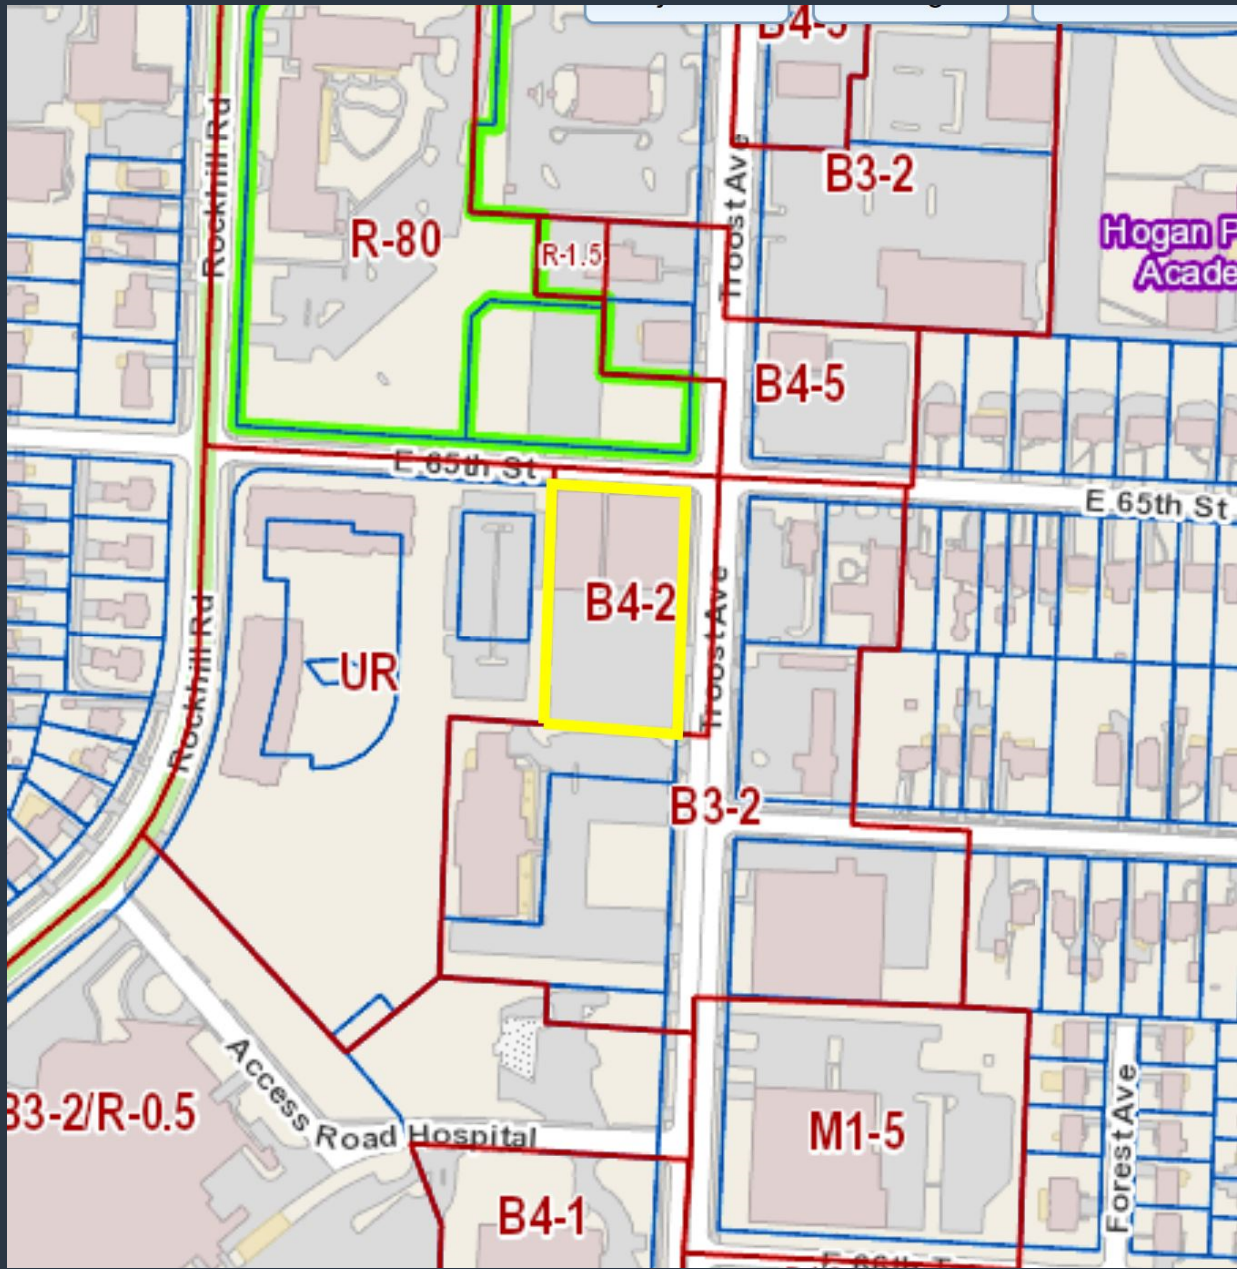 B4-5
Rockhill Rd
Troost Ave
B3-2
R-80
R-1.5
Hogan P
Acade
B4-5
E 65th St
E 65th St
B4-2
Troost Ave
Rockhill Rd
UR
B3-2
Access Road Hospital
B3-2/R-0.5
M1-5
Forest Ave
B4-1